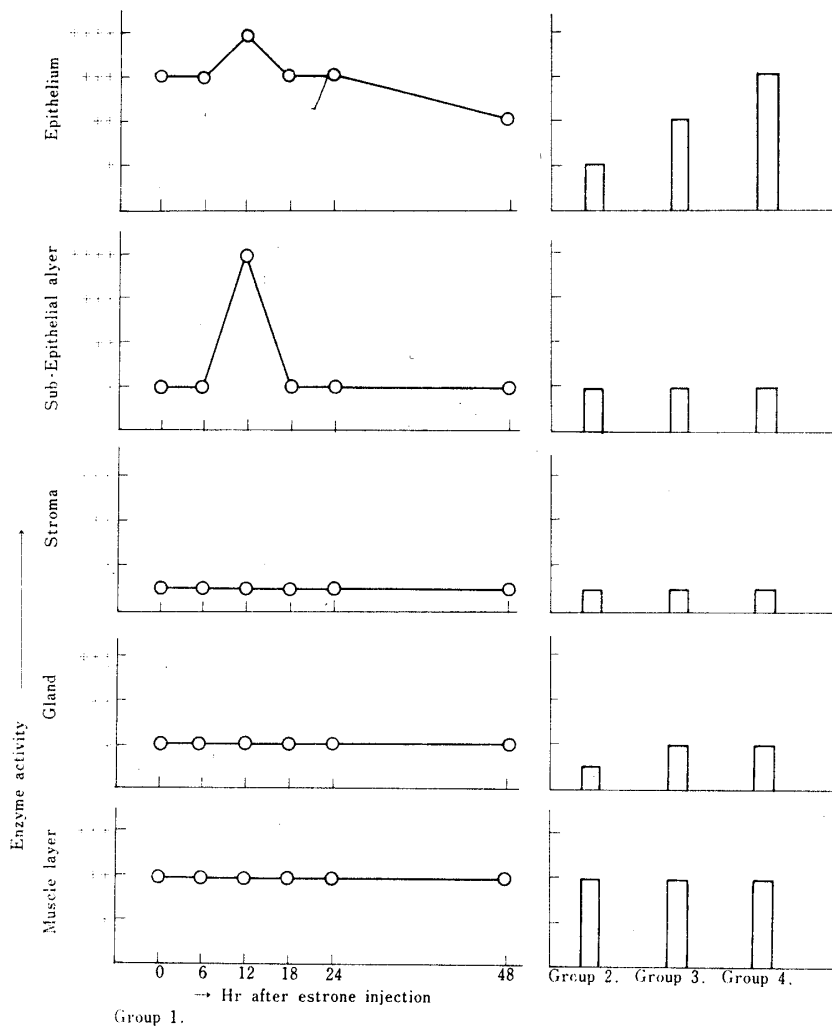 Enzyme activity
Epithelium
++++
+++
++
+
Sub-Epithelial alyer
++++
+++
++
+
Stroma
+++
++
+
Gland
+++
++
+
Muscle layer
+++
++
+
0 6 12 18 24 48
→ Hr after estrone injection
Group 1.
Group 2. Group 3. Group 4.